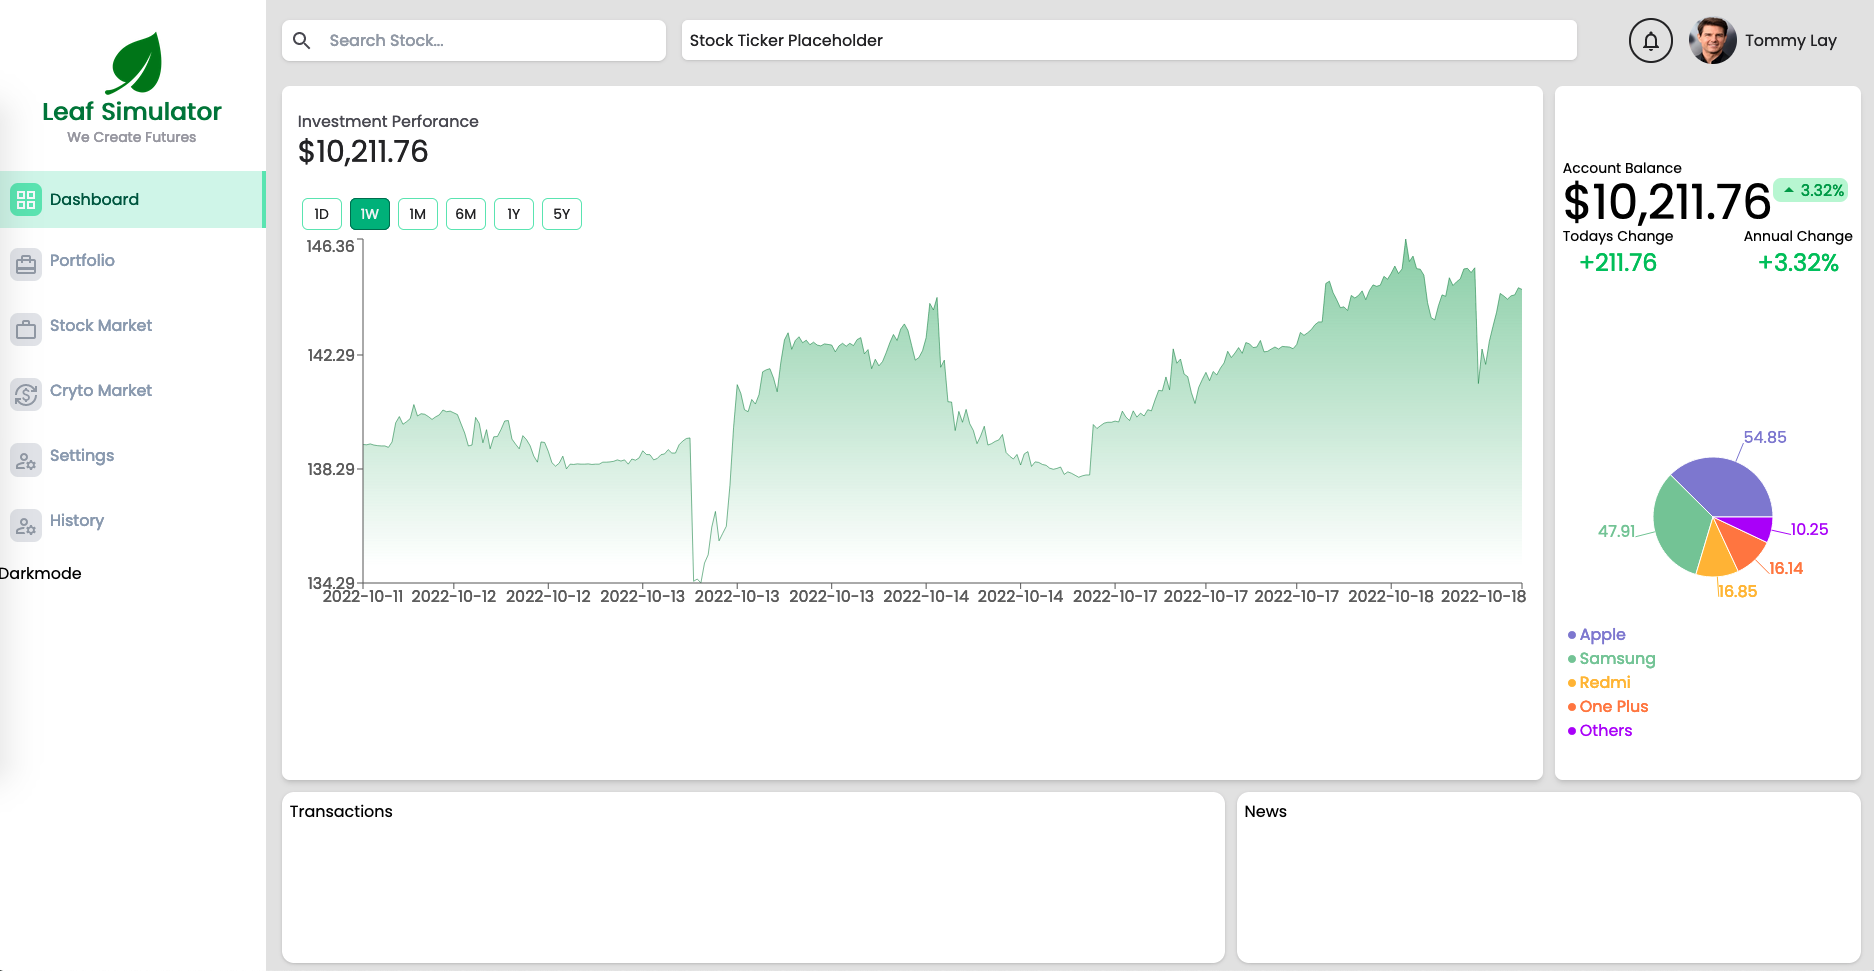 Leaf Simulator
We Create Futures
Dashboard
Portfolio
Stock Market
Cryto Market
Settings
History
Darkmode
Search Stock...
Stock Ticker Placeholder
Tommy Lay
Investment Perforance
$10,211.76
1D 1W 1M 6M 1Y 5Y
146.36
142.29
138.29
134.29
2022-10-11 2022-10-12 2022-10-12 2022-10-13 2022-10-13 2022-10-13 2022-10-14 2022-10-14 2022-10-17 2022-10-17 2022-10-17 2022-10-18 2022-10-18
Account Balance
$10,211.76 3.32%
Todays Change Annual Change
+211.76 +3.32%
54.85
47.91
10.25
16.14
16.85
Apple
Samsung
Redmi
One Plus
Others
Transactions
News